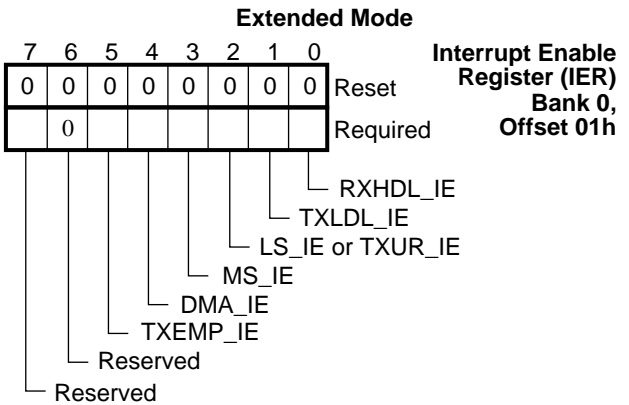 Extended Mode
7 6 5 4 3 2 1 0
Interrupt Enable
Register (IER)
Bank 0,
Offset 01h
0 0 0 0 0 0 0 0 Reset
0 Required
RXHDL_IE
TXLDL_IE
LS_IE or TXUR_IE
MS_IE
DMA_IE
TXEMP_IE
Reserved
Reserved